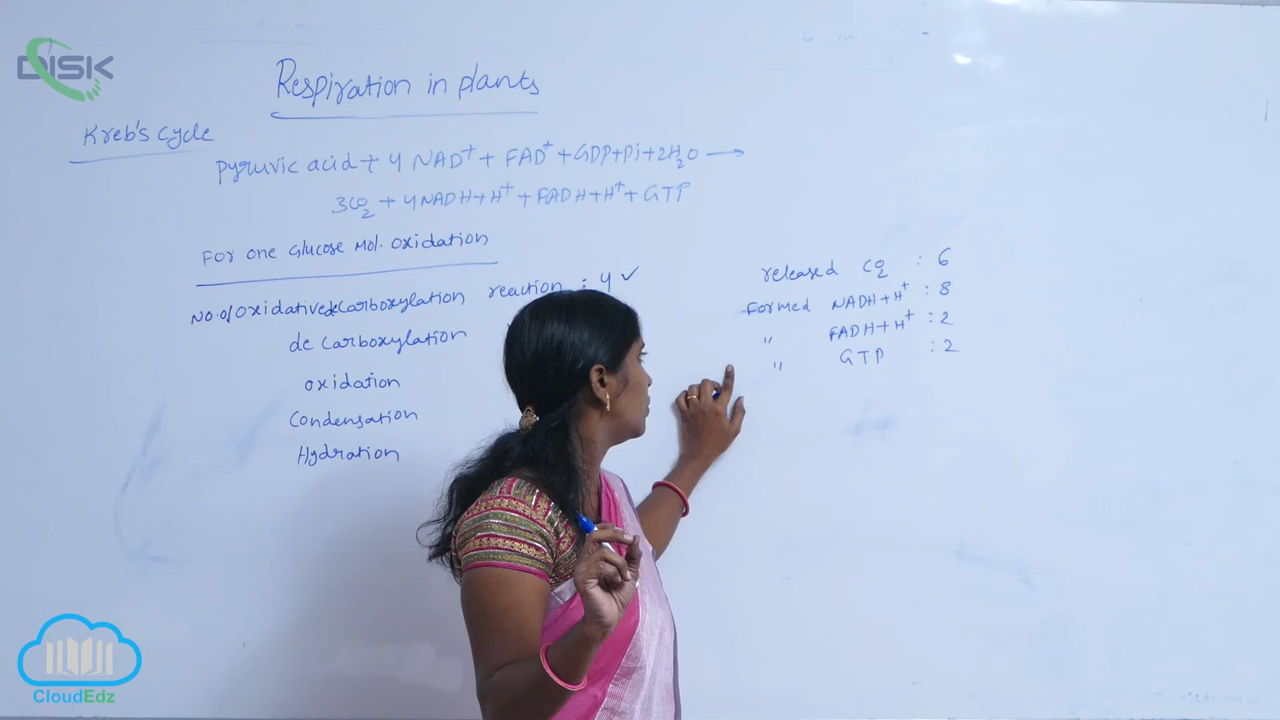 DISK
Respiration in plants
Kreb's cycle
pyruvic acid + 4 NAD⁺ + FAD⁺ + GDP+Pi+2H₂O →
3CO₂ + 4NADH+H⁺ + FADH+H⁺ + GTP
For one Glucose Mol. oxidation
No. of oxidative decarboxylation reaction : 4 ✓
decarboxylation
oxidation
Condensation
Hydration
released CO₂ : 6
Formed NADH+H⁺ : 8
" FADH+H⁺ : 2
" GTP : 2
CloudEdz